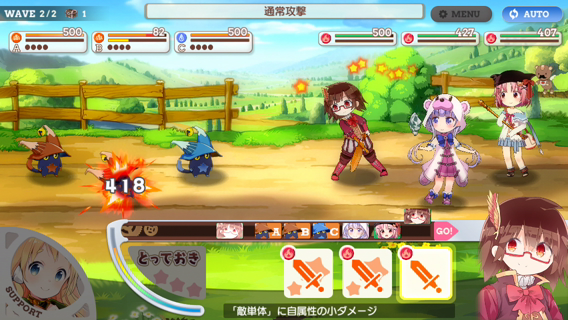 WAVE 2/2 1
通常攻撃
MENU
AUTO
500
A
82
B
500
C
500
427
407
418
A
B
C
GO!
SUPPORT
とっておき
「敵単体」に自属性の小ダメージ